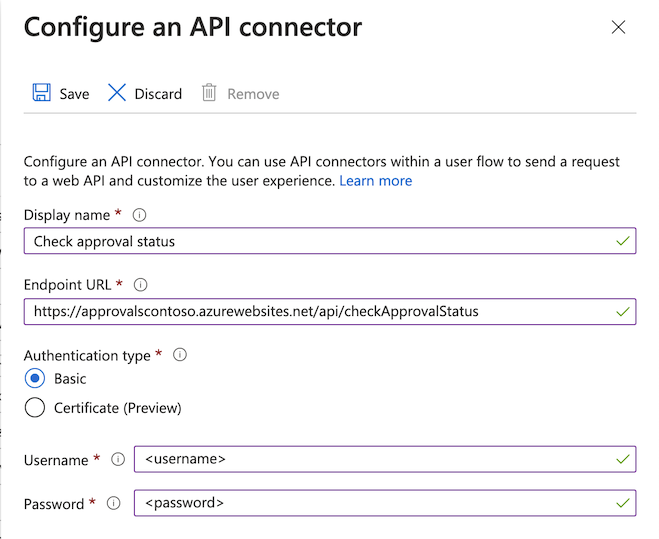 Configure an API connector
Save Discard Remove
Configure an API connector. You can use API connectors within a user flow to send a request
to a web API and customize the user experience. Learn more
Display name *
Check approval status
Endpoint URL *
https://approvalscontoso.azurewebsites.net/api/checkApprovalStatus
Authentication type *
Basic
Certificate (Preview)
Username * <username>
Password * <password>